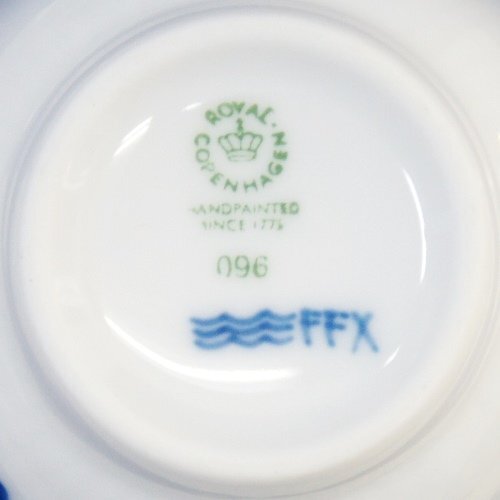 ROYAL
COPENHAGEN
HANDPAINTED
SINCE 1775
096
FFX